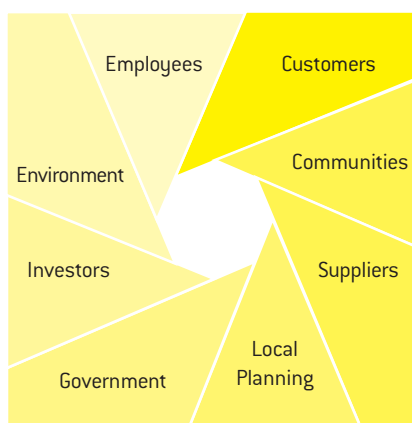 Employees
Customers
Communities
Environment
Investors
Suppliers
Local
Planning
Government